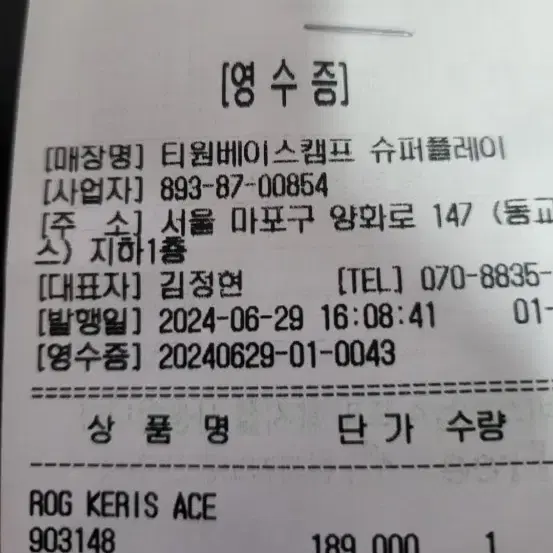 [영 수 증]
[매장명] 티원베이스캠프 슈퍼플레이
[사업자] 893-87-00854
[주 소] 서울 마포구 양화로 147 (동교
스) 지하1층
[대표자] 김정현 [TEL] 070-8835-
[발행일] 2024-06-29 16:08:41 01-
[영수증] 20240629-01-0043
상 품 명 단 가 수량
ROG KERIS ACE
903148 189,000 1